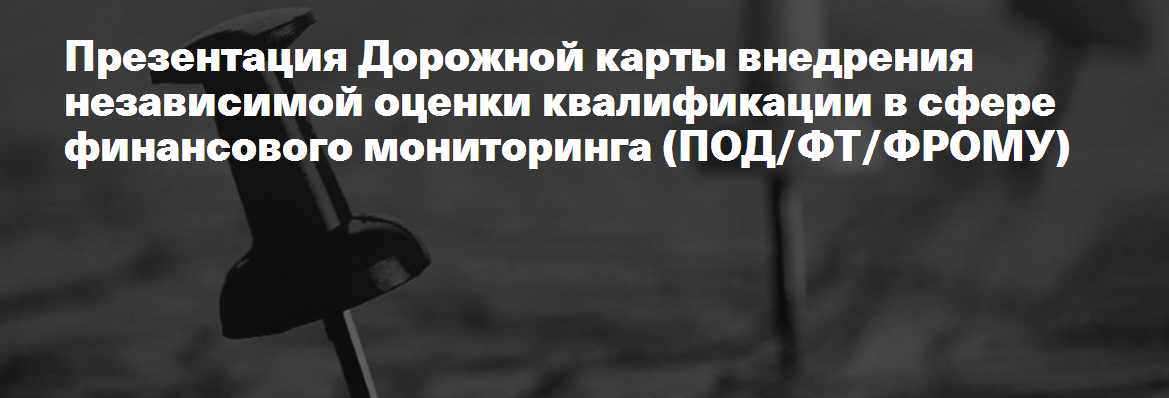 Презентация Дорожной карты внедрения
независимой оценки квалификации в сфере
финансового мониторинга (ПОД/ФТ/ФРОМУ)